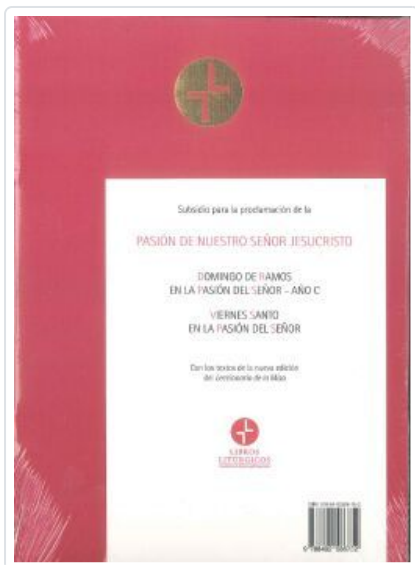 Subsidio para la proclamación de la
PASIÓN DE NUESTRO SEÑOR JESUCRISTO
DOMINGO DE RAMOS
EN LA PASIÓN DEL SEÑOR – AÑO C
VIERNES SANTO
EN LA PASIÓN DEL SEÑOR
Con los textos de la nueva edición
del Leccionario de la Misa
LIBROS
LITÚRGICOS